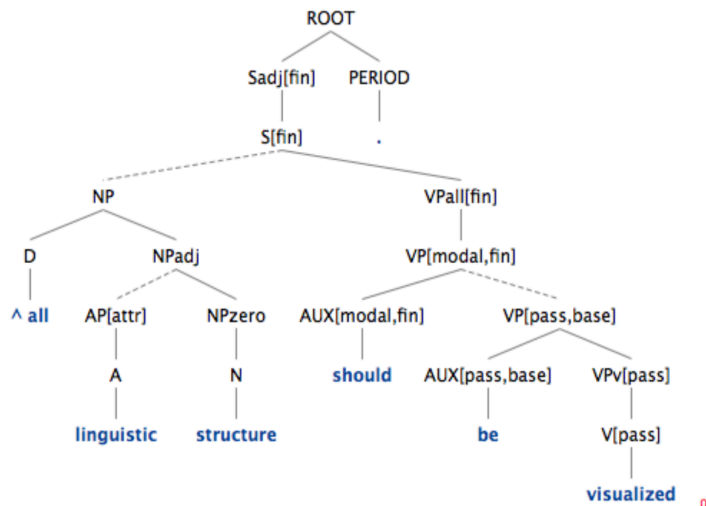 ROOT
Sadj[fin] PERIOD
S[fin] .
NP VPall[fin]
D NPadj VP[modal,fin]
^ all AP[attr] NPzero AUX[modal,fin] VP[pass,base]
A N should AUX[pass,base] VPv[pass]
linguistic structure be V[pass]
visualized